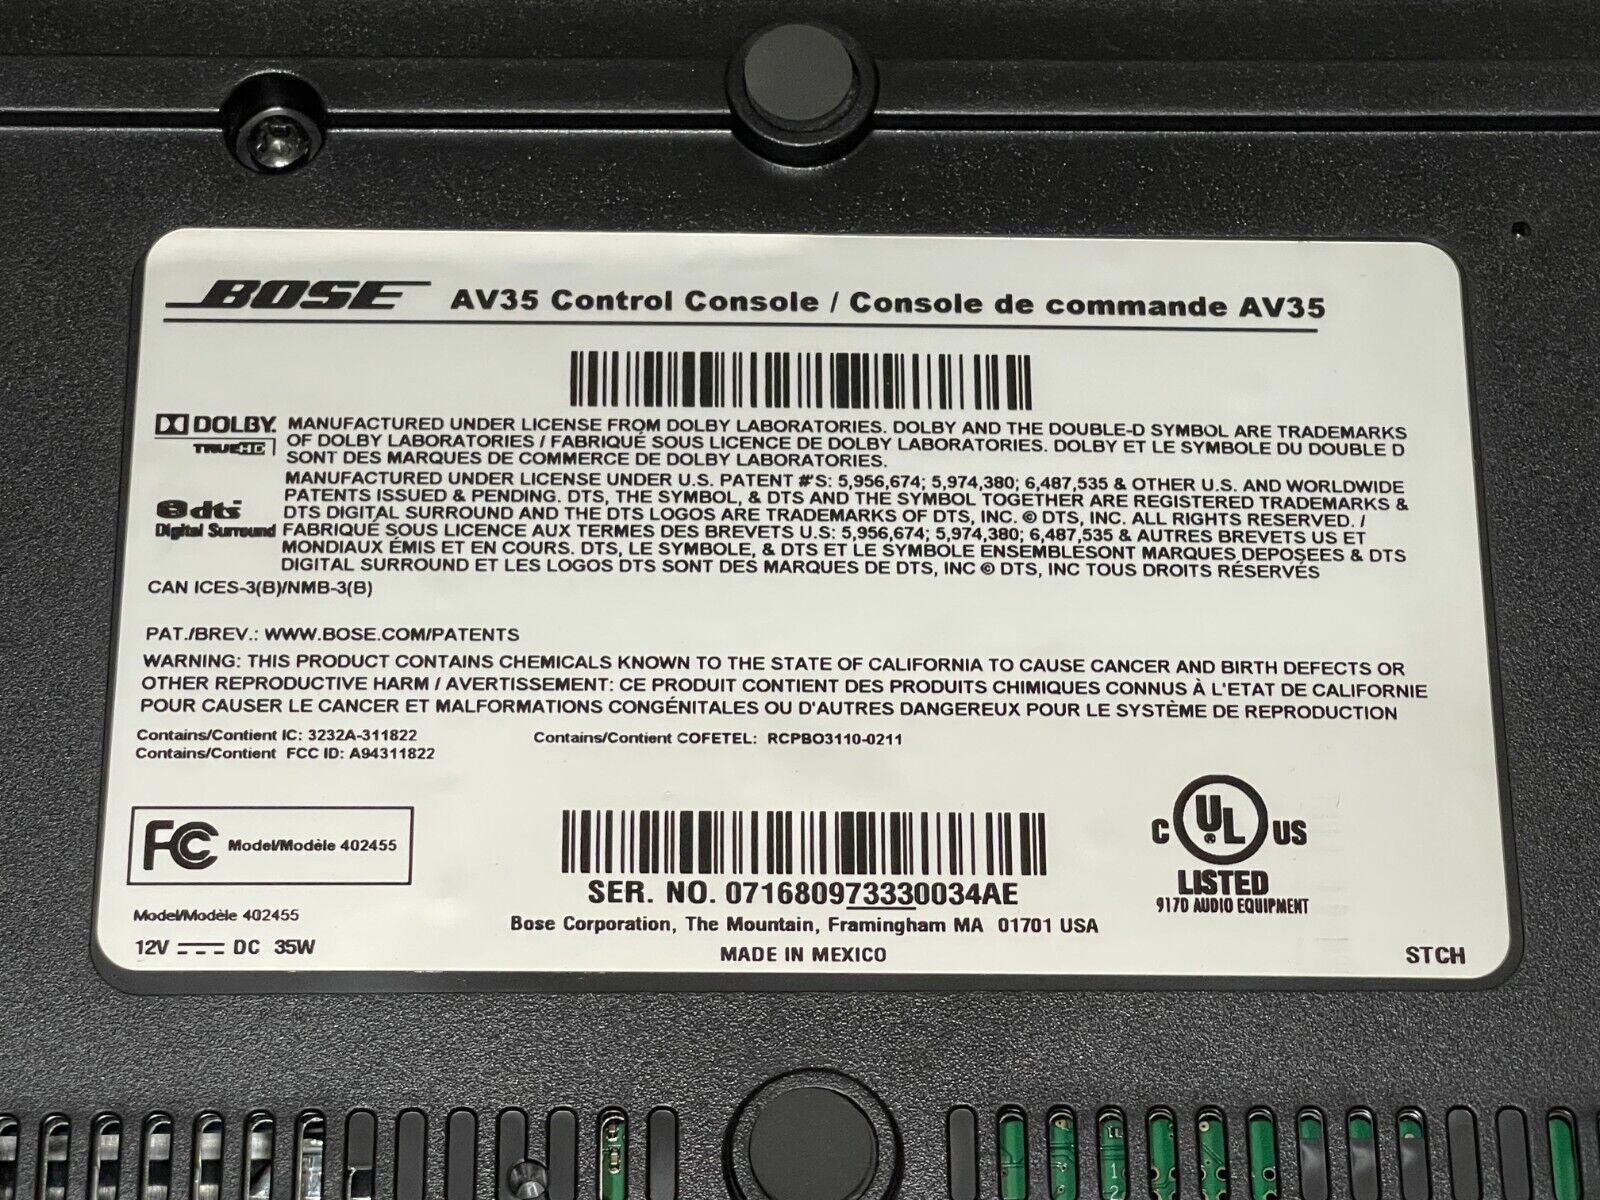 BOSE AV35 Control Console / Console de commande AV35
DOLBY TRUEHD
MANUFACTURED UNDER LICENSE FROM DOLBY LABORATORIES. DOLBY AND THE DOUBLE-D SYMBOL ARE TRADEMARKS
OF DOLBY LABORATORIES / FABRIQUÉ SOUS LICENCE DE DOLBY LABORATORIES. DOLBY ET LE SYMBOLE DU DOUBLE D
SONT DES MARQUES DE COMMERCE DE DOLBY LABORATORIES.
dts Digital Surround
MANUFACTURED UNDER LICENSE UNDER U.S. PATENT #'S: 5,956,674; 5,974,380; 6,487,535 & OTHER U.S. AND WORLDWIDE
PATENTS ISSUED & PENDING. DTS, THE SYMBOL, & DTS AND THE SYMBOL TOGETHER ARE REGISTERED TRADEMARKS &
DTS DIGITAL SURROUND AND THE DTS LOGOS ARE TRADEMARKS OF DTS, INC. © DTS, INC. ALL RIGHTS RESERVED. /
FABRIQUÉ SOUS LICENCE AUX TERMES DES BREVETS U.S: 5,956,674; 5,974,380; 6,487,535 & AUTRES BREVETS US ET
MONDIAUX ÉMIS ET EN COURS. DTS, LE SYMBOLE, & DTS ET LE SYMBOLE ENSEMBLESONT MARQUES DEPOSEES & DTS
DIGITAL SURROUND ET LES LOGOS DTS SONT DES MARQUES DE DTS, INC © DTS, INC TOUS DROITS RÉSERVÉS
CAN ICES-3(B)/NMB-3(B)
PAT./BREV.: WWW.BOSE.COM/PATENTS
WARNING: THIS PRODUCT CONTAINS CHEMICALS KNOWN TO THE STATE OF CALIFORNIA TO CAUSE CANCER AND BIRTH DEFECTS OR
OTHER REPRODUCTIVE HARM / AVERTISSEMENT: CE PRODUIT CONTIENT DES PRODUITS CHIMIQUES CONNUS À L'ETAT DE CALIFORNIE
POUR CAUSER LE CANCER ET MALFORMATIONS CONGÉNITALES OU D'AUTRES DANGEREUX POUR LE SYSTÈME DE REPRODUCTION
Contains/Contient IC: 3232A-311822
Contains/Contient COFETEL: RCPBO3110-0211
Contains/Contient FCC ID: A94311822
FC Model/Modèle 402455
Model/Modèle 402455
12V DC 35W
SER. NO. 071680973330034AE
Bose Corporation, The Mountain, Framingham MA 01701 USA
MADE IN MEXICO
C UL US
LISTED
917D AUDIO EQUIPMENT
STCH
1
2